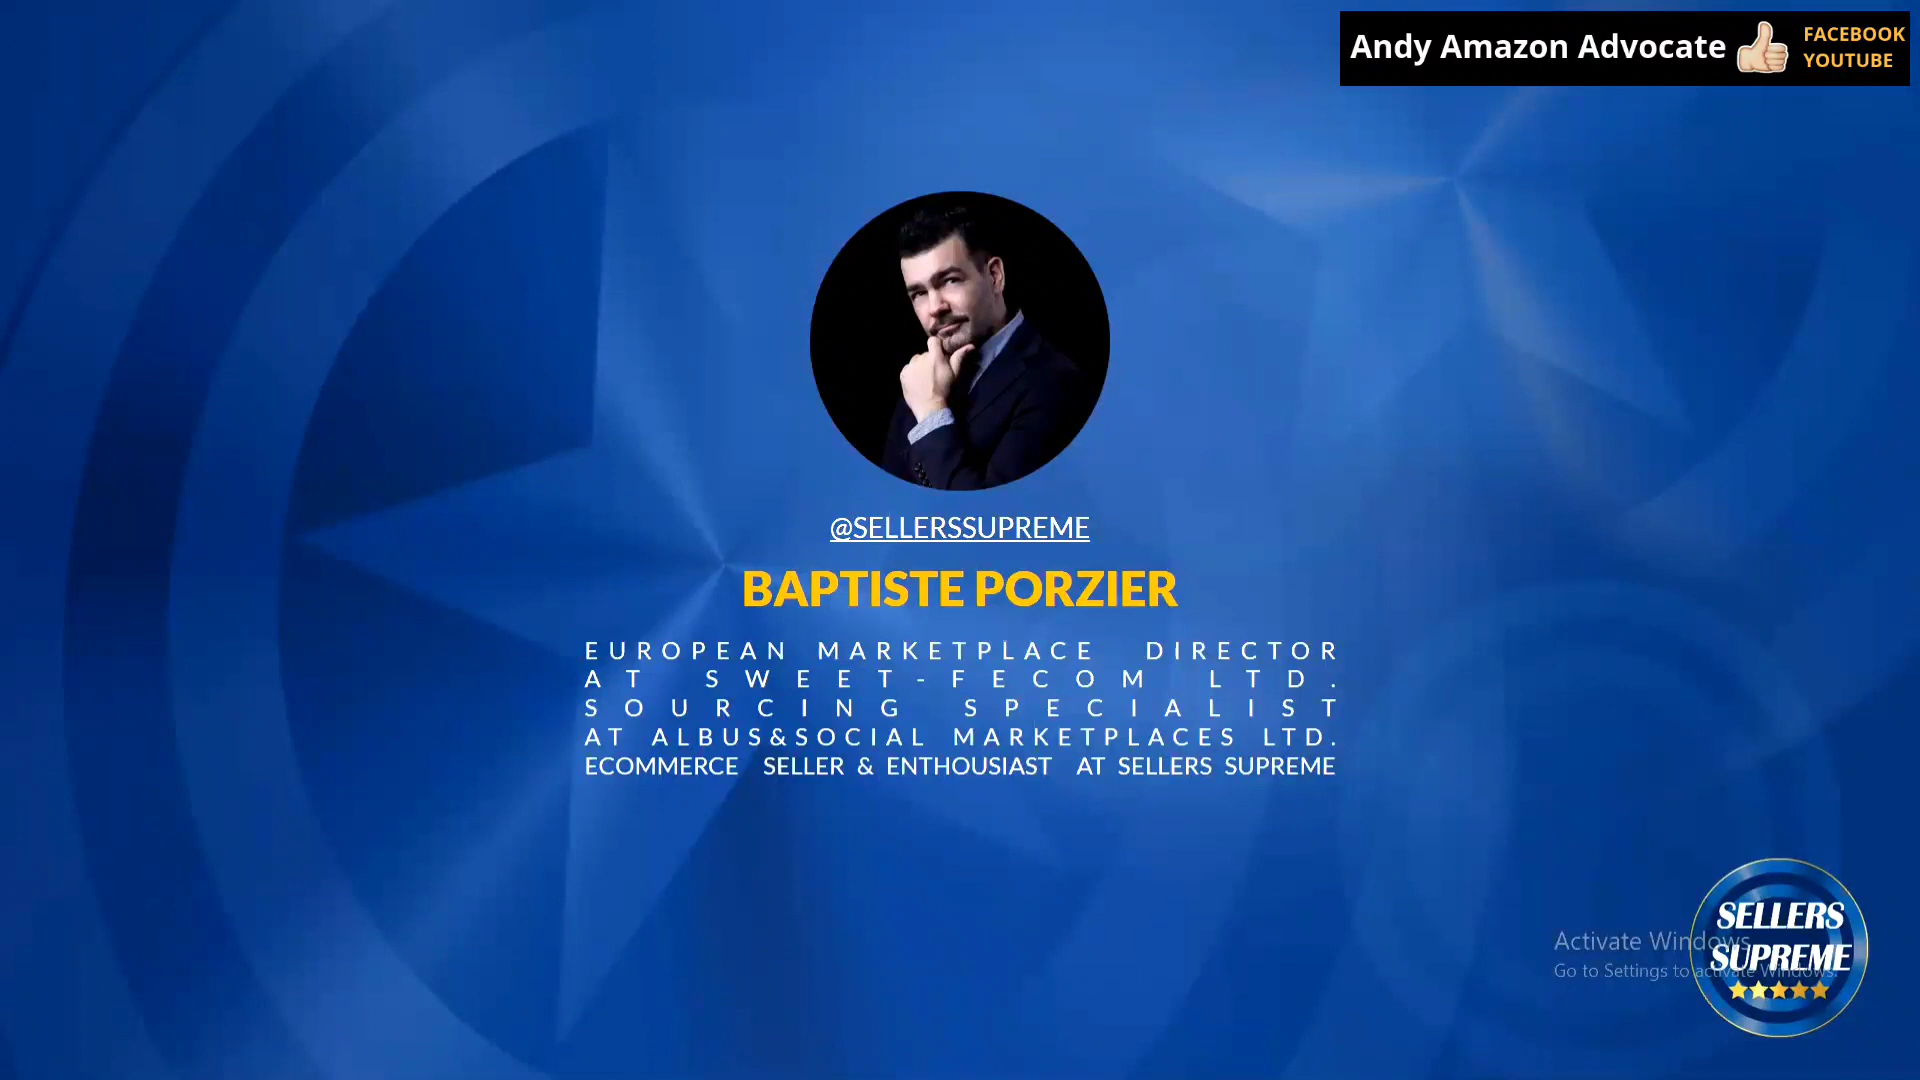 Andy Amazon Advocate
FACEBOOK
YOUTUBE
@SELLERSSUPREME
BAPTISTE PORZIER
EUROPEAN MARKETPLACE DIRECTOR
AT SWEET-FECOM LTD.
SOURCING SPECIALIST
AT ALBUS&SOCIAL MARKETPLACES LTD.
ECOMMERCE SELLER & ENTHOUSIAST AT SELLERS SUPREME
SELLERS
SUPREME
Activate Windows
Go to Settings to activate Windows.